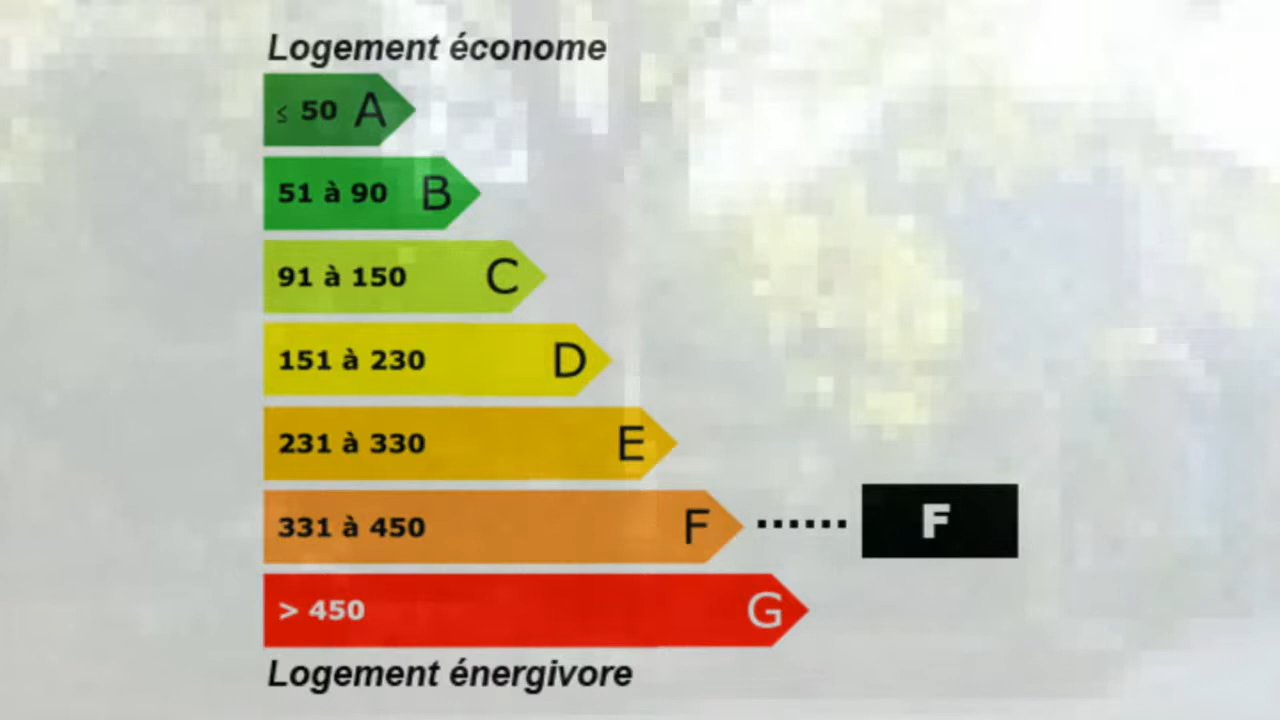 Logement économe
≤ 50 A
51 à 90 B
91 à 150 C
151 à 230 D
231 à 330 E
331 à 450 F F
> 450 G
Logement énergivore